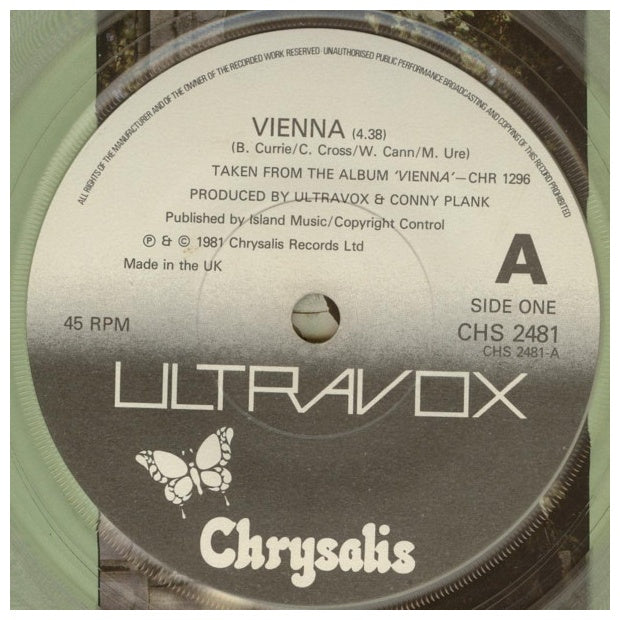 ALL RIGHTS OF THE MANUFACTURER AND OF THE OWNER OF THE RECORDED WORK RESERVED · UNAUTHORISED PUBLIC PERFORMANCE BROADCASTING AND COPYING OF THIS RECORD PROHIBITED
VIENNA (4.38)
(B. Currie/C. Cross/W. Cann/M. Ure)
TAKEN FROM THE ALBUM 'VIENNA'—CHR 1296
PRODUCED BY ULTRAVOX & CONNY PLANK
Published by Island Music/Copyright Control
Ⓟ & © 1981 Chrysalis Records Ltd
Made in the UK
A
SIDE ONE
45 RPM
CHS 2481
CHS 2481-A
ULTRAVOX
Chrysalis